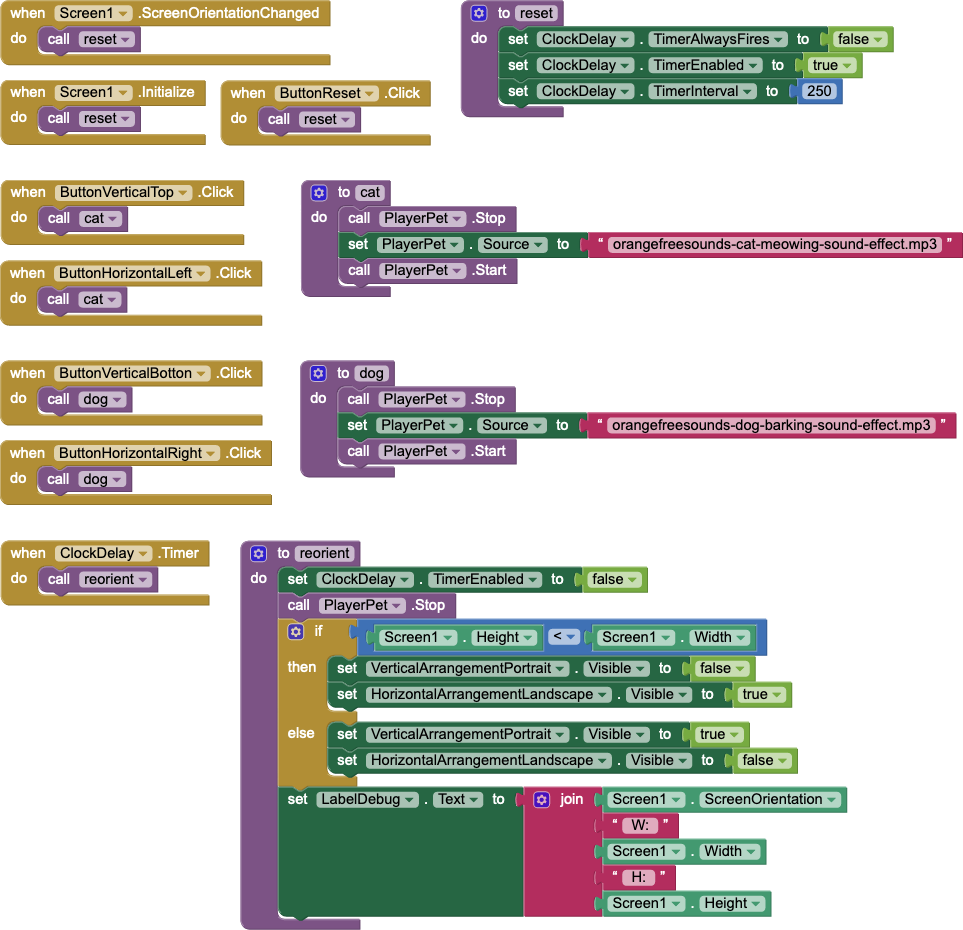 when Screen1 .ScreenOrientationChanged
do call reset
when Screen1 .Initialize
do call reset
when ButtonReset .Click
do call reset
to reset
do set ClockDelay . TimerAlwaysFires to false
set ClockDelay . TimerEnabled to true
set ClockDelay . TimerInterval to 250
when ButtonVerticalTop .Click
do call cat
when ButtonHorizontalLeft .Click
do call cat
to cat
do call PlayerPet .Stop
set PlayerPet . Source to “ orangefreesounds-cat-meowing-sound-effect.mp3 ”
call PlayerPet .Start
when ButtonVerticalBotton .Click
do call dog
when ButtonHorizontalRight .Click
do call dog
to dog
do call PlayerPet .Stop
set PlayerPet . Source to “ orangefreesounds-dog-barking-sound-effect.mp3 ”
call PlayerPet .Start
when ClockDelay .Timer
do call reorient
to reorient
do set ClockDelay . TimerEnabled to false
call PlayerPet .Stop
if Screen1 . Height < Screen1 . Width
then set VerticalArrangementPortrait . Visible to false
set HorizontalArrangementLandscape . Visible to true
else set VerticalArrangementPortrait . Visible to true
set HorizontalArrangementLandscape . Visible to false
set LabelDebug . Text to join Screen1 . ScreenOrientation
“ W: ”
Screen1 . Width
“ H: ”
Screen1 . Height